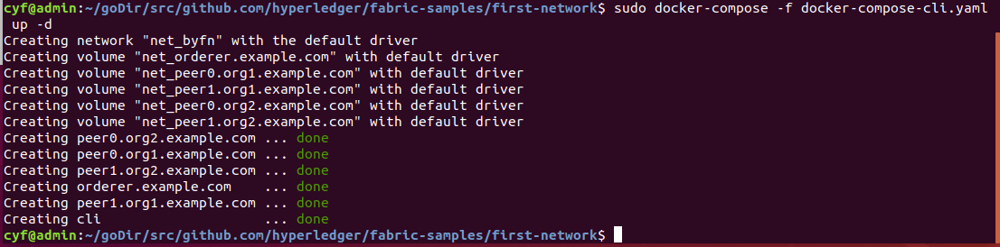 cyf@admin:~/goDir/src/github.com/hyperledger/fabric-samples/first-network$ sudo docker-compose -f docker-compose-cli.yaml
 up -d
Creating network "net_byfn" with the default driver
Creating volume "net_orderer.example.com" with default driver
Creating volume "net_peer0.org1.example.com" with default driver
Creating volume "net_peer1.org1.example.com" with default driver
Creating volume "net_peer0.org2.example.com" with default driver
Creating volume "net_peer1.org2.example.com" with default driver
Creating peer0.org2.example.com ... done
Creating peer0.org1.example.com ... done
Creating peer1.org2.example.com ... done
Creating orderer.example.com    ... done
Creating peer1.org1.example.com ... done
Creating cli                    ... done
cyf@admin:~/goDir/src/github.com/hyperledger/fabric-samples/first-network$